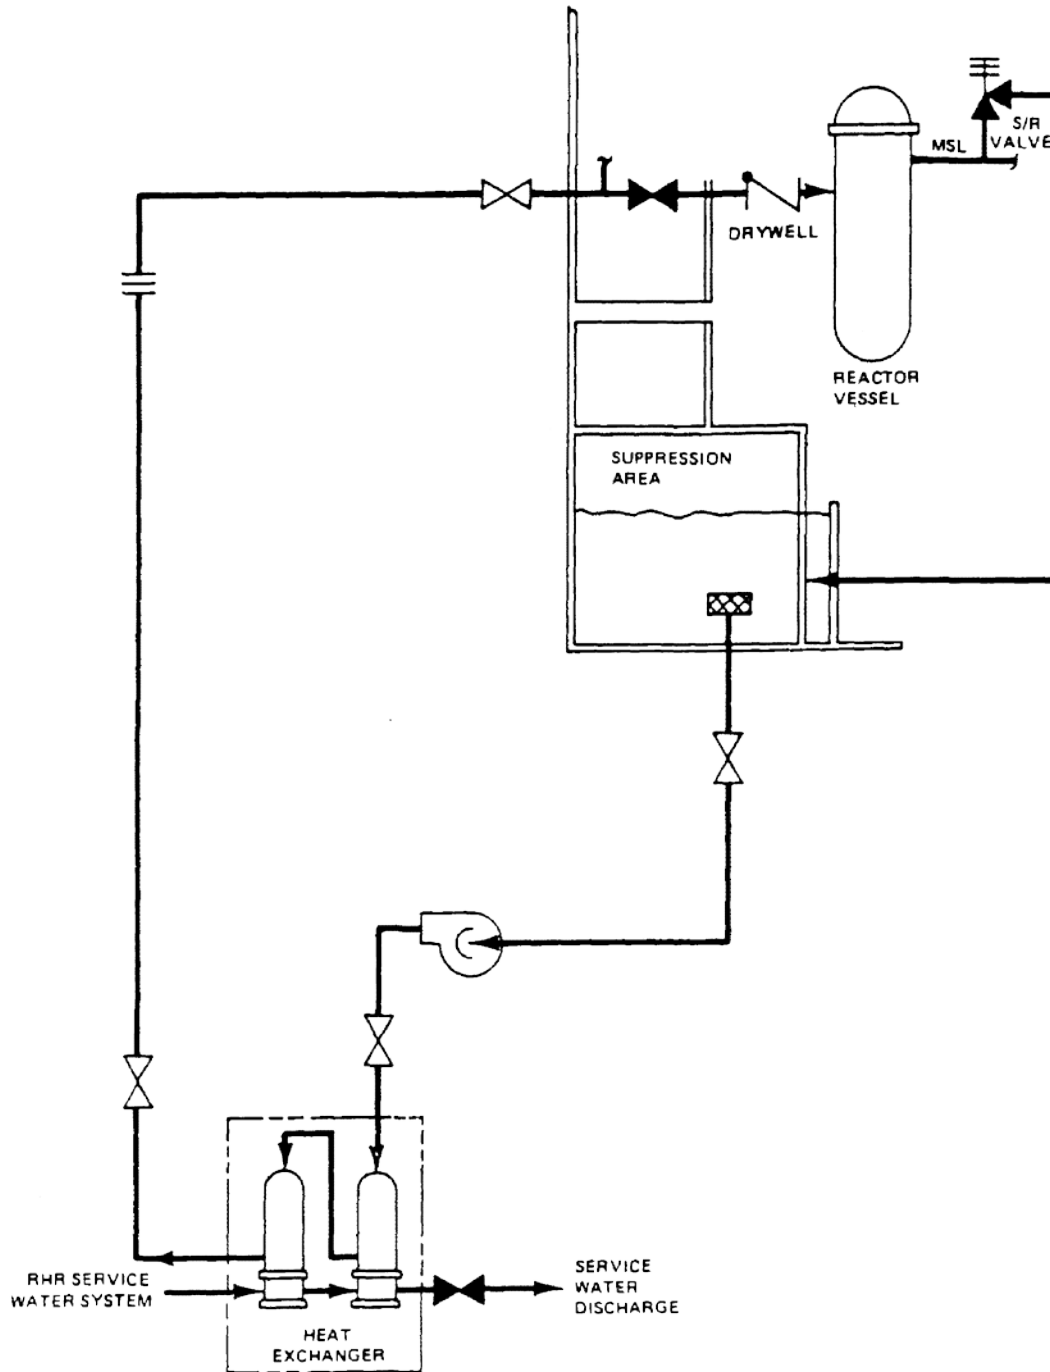 S/R
VALVE
MSL
DRYWELL
REACTOR
VESSEL
SUPPRESSION
AREA
RHR SERVICE
WATER SYSTEM
SERVICE
WATER
DISCHARGE
HEAT
EXCHANGER